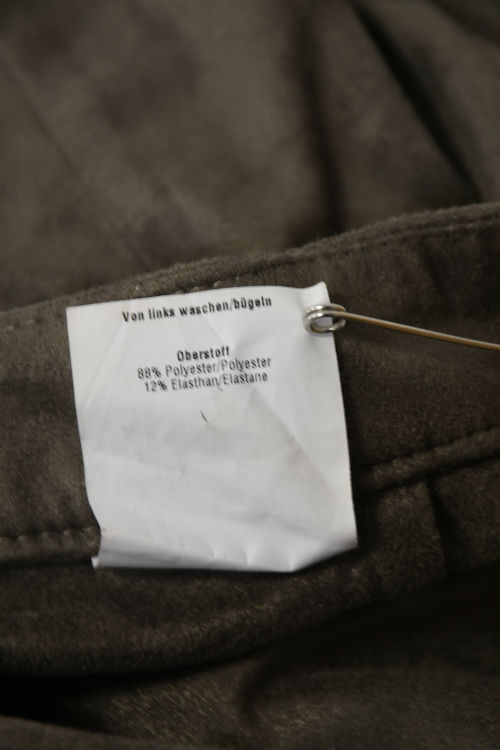 Von links waschen/bügeln
Oberstoff
88% Polyester/Polyester
12% Elasthan/Elastane